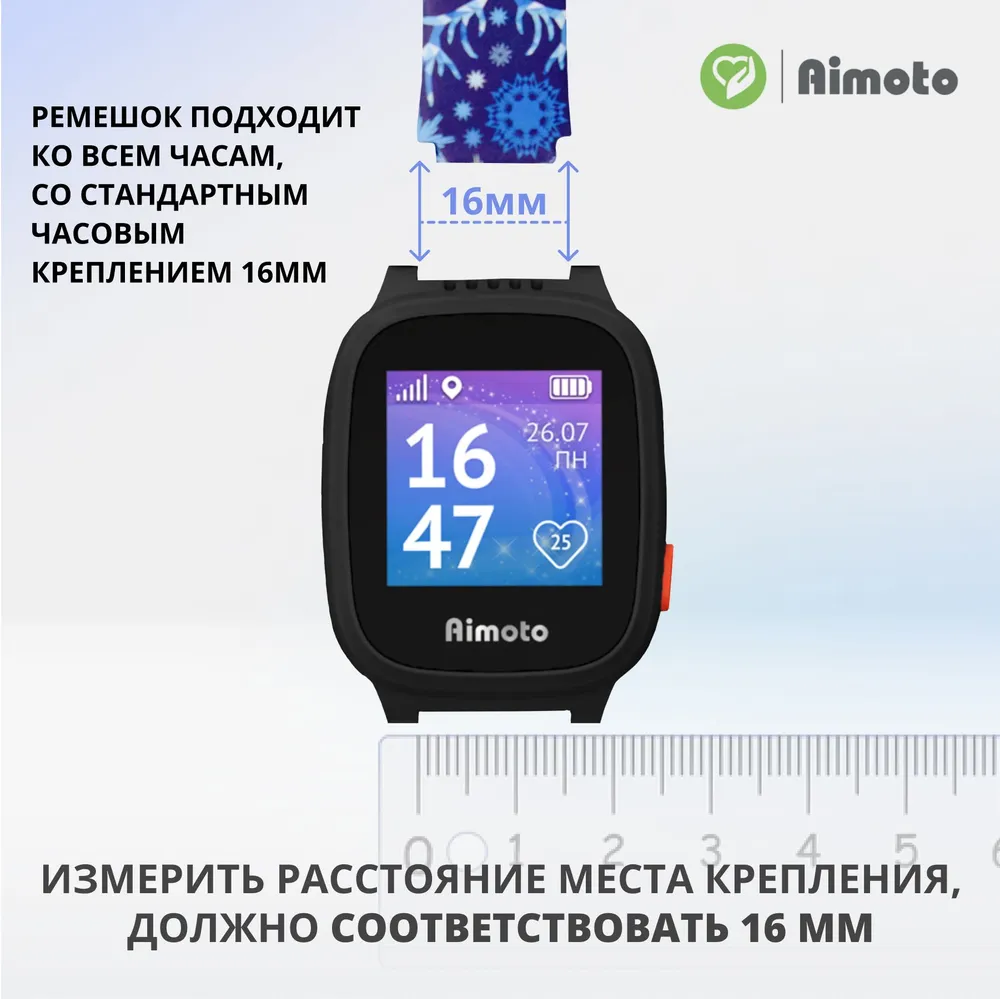 Aimoto
РЕМЕШОК ПОДХОДИТ
КО ВСЕМ ЧАСАМ,
СО СТАНДАРТНЫМ
ЧАСОВЫМ
КРЕПЛЕНИЕМ 16ММ
16мм
16
47
26.07
ПН
25
Aimoto
0 1 2 3 4 5 6
ИЗМЕРИТЬ РАССТОЯНИЕ МЕСТА КРЕПЛЕНИЯ,
ДОЛЖНО СООТВЕТСТВОВАТЬ 16 ММ